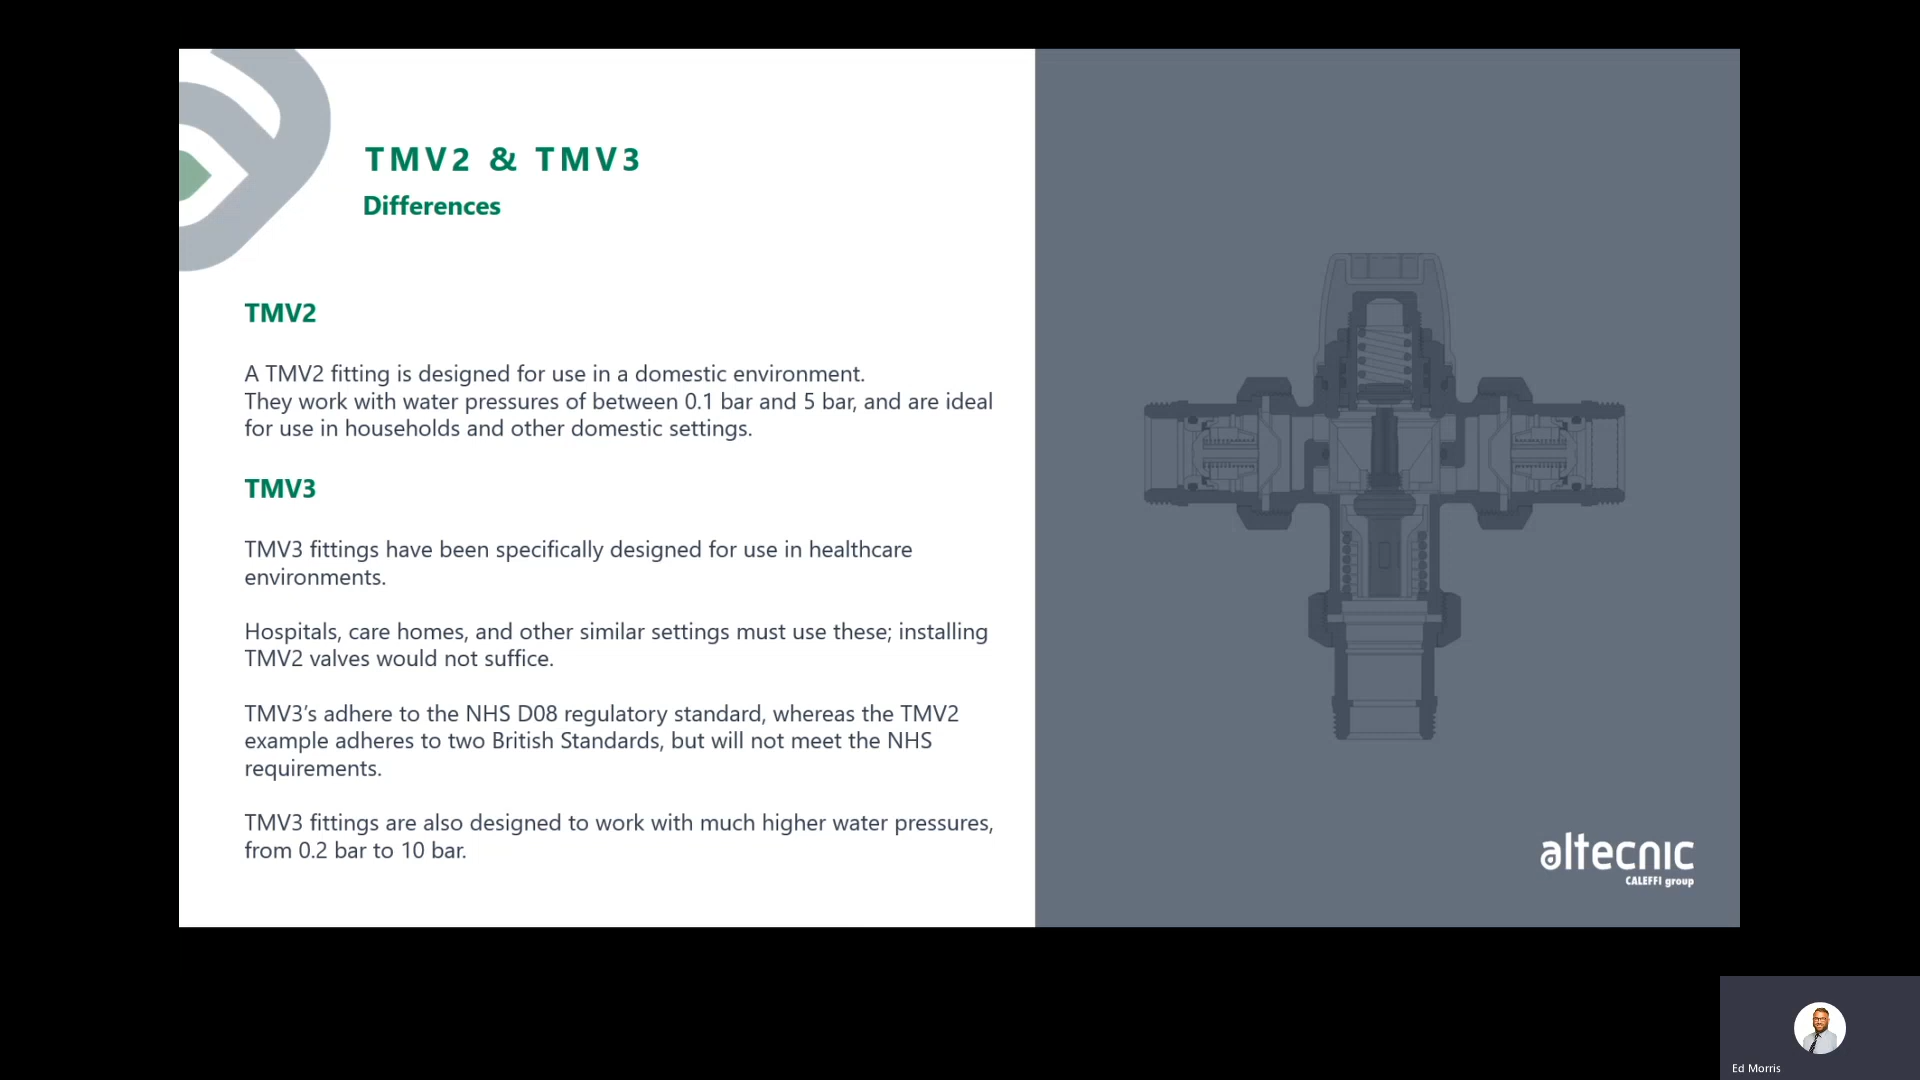 TMV2 & TMV3
Differences
TMV2
A TMV2 fitting is designed for use in a domestic environment.
They work with water pressures of between 0.1 bar and 5 bar, and are ideal
for use in households and other domestic settings.
TMV3
TMV3 fittings have been specifically designed for use in healthcare
environments.
Hospitals, care homes, and other similar settings must use these; installing
TMV2 valves would not suffice.
TMV3’s adhere to the NHS D08 regulatory standard, whereas the TMV2
example adheres to two British Standards, but will not meet the NHS
requirements.
TMV3 fittings are also designed to work with much higher water pressures,
from 0.2 bar to 10 bar.
altecnic
CALEFFI group
Ed Morris